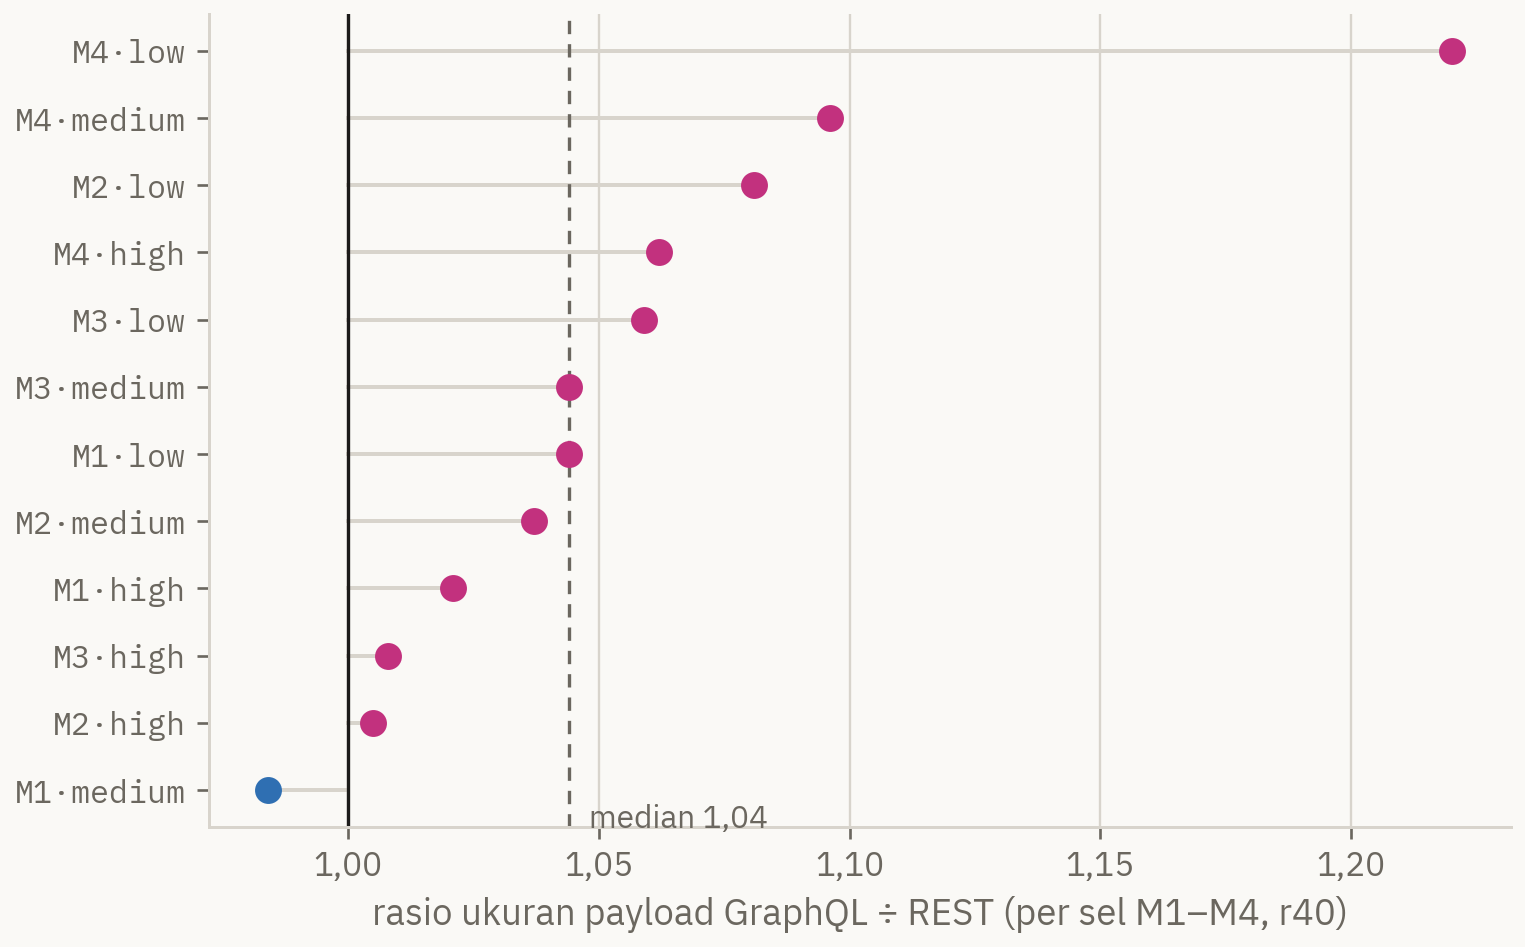 M4·low
M4·medium
M2·low
M4·high
M3·low
M3·medium
M1·low
M2·medium
M1·high
M3·high
M2·high
M1·medium
median 1,04
1,00 1,05 1,10 1,15 1,20
rasio ukuran payload GraphQL ÷ REST (per sel M1–M4, r40)